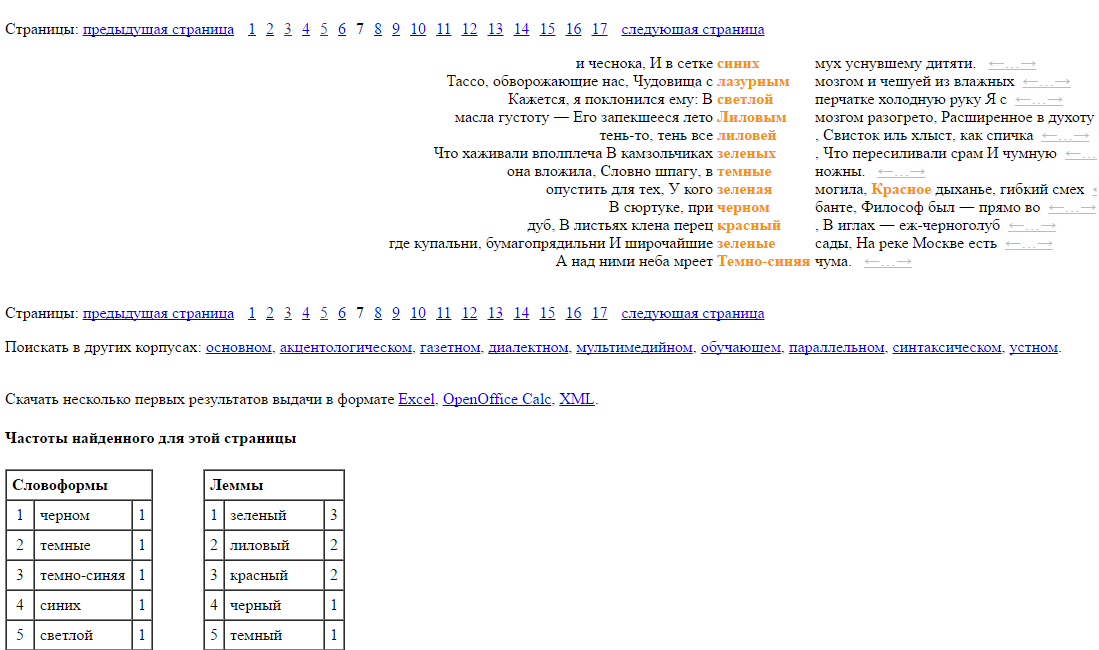 Страницы: предыдущая страница 1 2 3 4 5 6 7 8 9 10 11 12 13 14 15 16 17 следующая страница
и чеснока, И в сетке синих мух уснувшему дитяти. ←…→
Тассо, обворожающие нас, Чудовища с лазурным мозгом и чешуей из влажных ←…→
Кажется, я поклонился ему: В светлой перчатке холодную руку Я с ←…→
масла густоту — Его запекшееся лето Лиловым мозгом разогрето, Расширенное в духоту
тень-то, тень все лиловей , Свисток иль хлыст, как спичка ←…→
Что хаживали вполплеча В камзольчиках зеленых , Что пересиливали срам И чумную ←…
она вложила, Словно шпагу, в темные ножны. ←…→
опустить для тех, У кого зеленая могила, Красное дыханье, гибкий смех ←
В сюртуке, при черном банте, Философ был — прямо во ←…→
дуб, В листьях клена перец красный , В иглах — еж-черноголуб ←…→
где купальни, бумагопрядильни И широчайшие зеленые сады, На реке Москве есть ←…→
А над ними неба мреет Темно-синяя чума. ←…→
Страницы: предыдущая страница 1 2 3 4 5 6 7 8 9 10 11 12 13 14 15 16 17 следующая страница
Поискать в других корпусах: основном, акцентологическом, газетном, диалектном, мультимедийном, обучающем, параллельном, синтаксическом, устном.
Скачать несколько первых результатов выдачи в формате Excel, OpenOffice Calc, XML.
Частоты найденного для этой страницы
Словоформы Леммы
1 черном 1 1 зеленый 3
2 темные 1 2 лиловый 2
3 темно-синяя 1 3 красный 2
4 синих 1 4 черный 1
5 светлой 1 5 темный 1